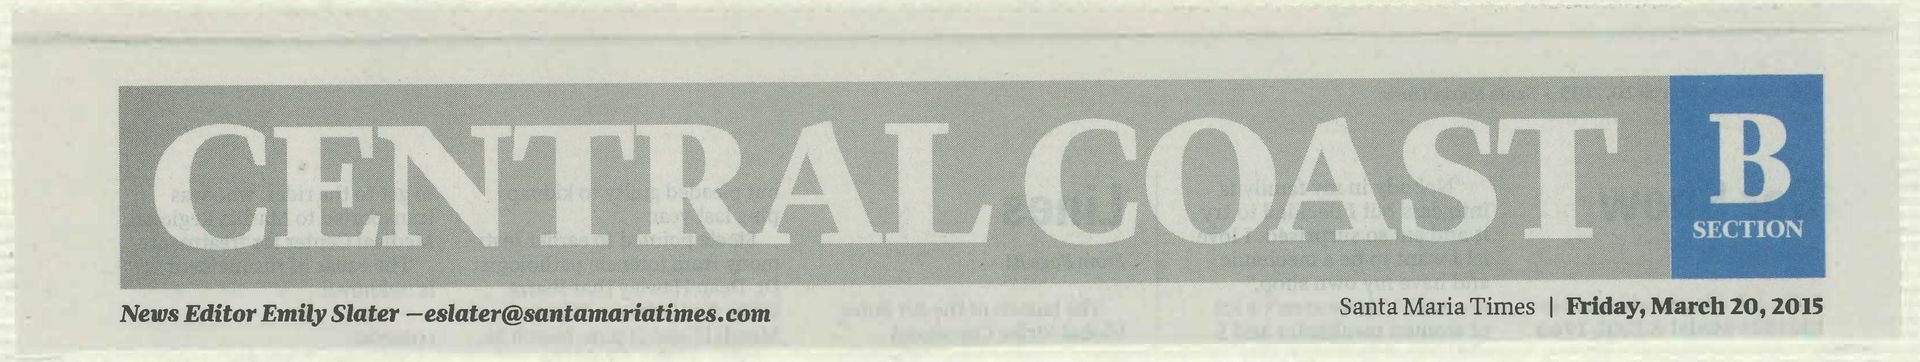 CENTRAL COAST
B
SECTION
News Editor Emily Slater —eslater@santamariatimes.com
Santa Maria Times | Friday, March 20, 2015